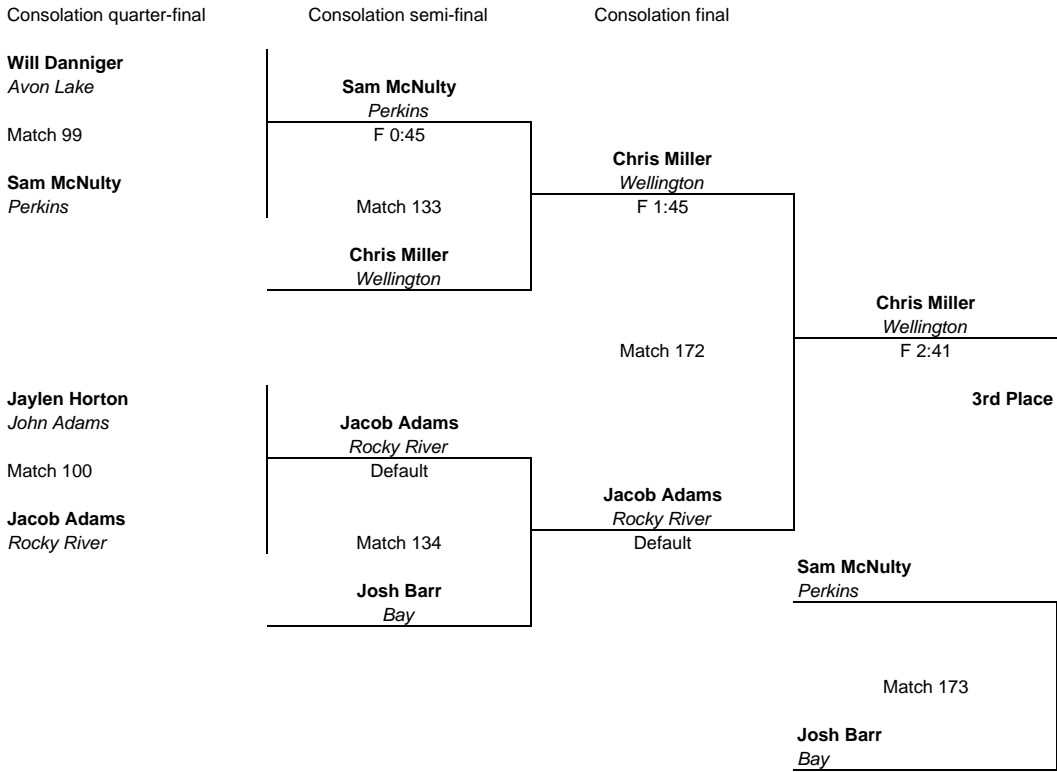 Consolation quarter-final
Consolation semi-final
Consolation final
Will Danniger
Avon Lake
Match 99
Sam McNulty
Perkins
Sam McNulty
Perkins
F 0:45
Match 133
Chris Miller
Wellington
Chris Miller
Wellington
F 1:45
Match 172
Chris Miller
Wellington
F 2:41
3rd Place
Jaylen Horton
John Adams
Match 100
Jacob Adams
Rocky River
Jacob Adams
Rocky River
Default
Match 134
Josh Barr
Bay
Jacob Adams
Rocky River
Default
Sam McNulty
Perkins
Match 173
Josh Barr
Bay